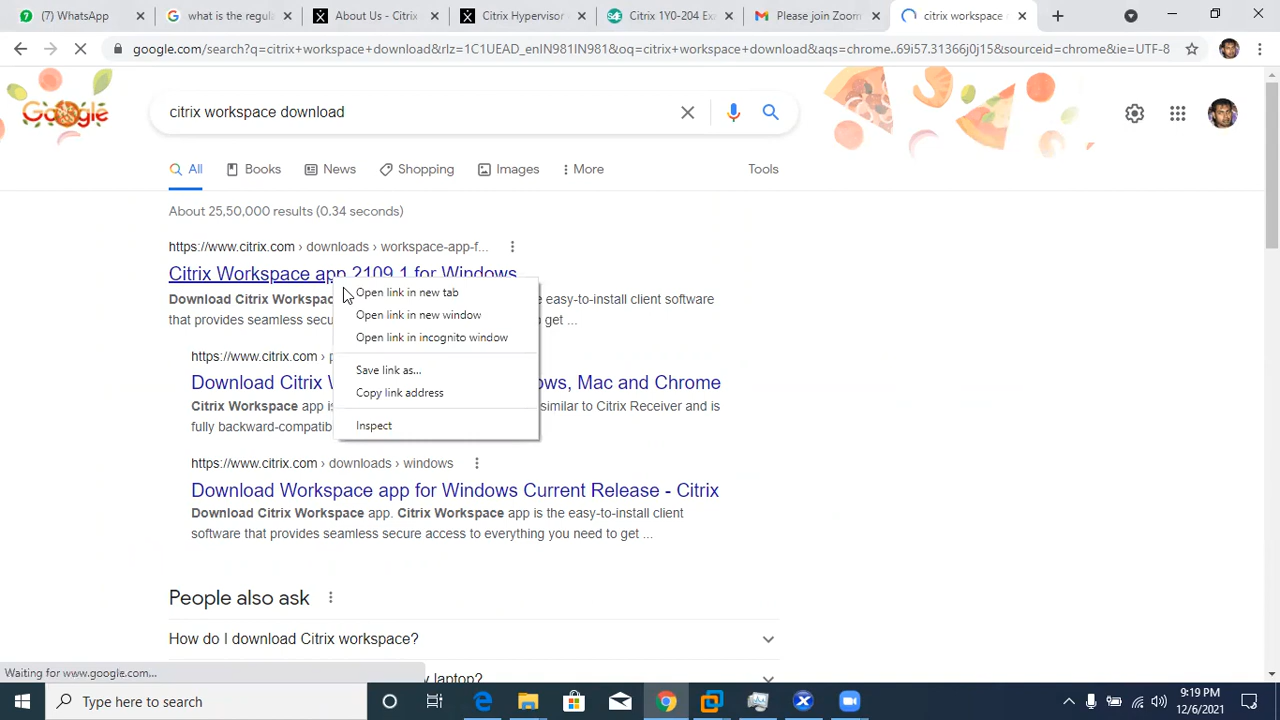 (7) WhatsApp
what is the regula
About Us - Citrix
Citrix Hypervisor
Citrix 1Y0-204 Exa
Please join Zoom
citrix workspace
google.com/search?q=citrix+workspace+download&rlz=1C1UEAD_enIN981IN981&oq=citrix+workspace+download&aqs=chrome..69i57.31366j0j15&sourceid=chrome&ie=UTF-8
Google
citrix workspace download
All
Books
News
Shopping
Images
More
Tools
About 25,50,000 results (0.34 seconds)
https://www.citrix.com › downloads › workspace-app-f...
Citrix Workspace app 2109.1 for Windows
Download Citrix Workspac e easy-to-install client software
that provides seamless secu o get ...
Open link in new tab
Open link in new window
Open link in incognito window
Save link as...
Copy link address
Inspect
https://www.citrix.com › p
Download Citrix W ows, Mac and Chrome
Citrix Workspace app is similar to Citrix Receiver and is
fully backward-compatib
https://www.citrix.com › downloads › windows
Download Workspace app for Windows Current Release - Citrix
Download Citrix Workspace app. Citrix Workspace app is the easy-to-install client
software that provides seamless secure access to everything you need to get ...
People also ask
How do I download Citrix workspace?
y laptop?
Waiting for www.google.com...
Type here to search
9:19 PM
12/6/2021